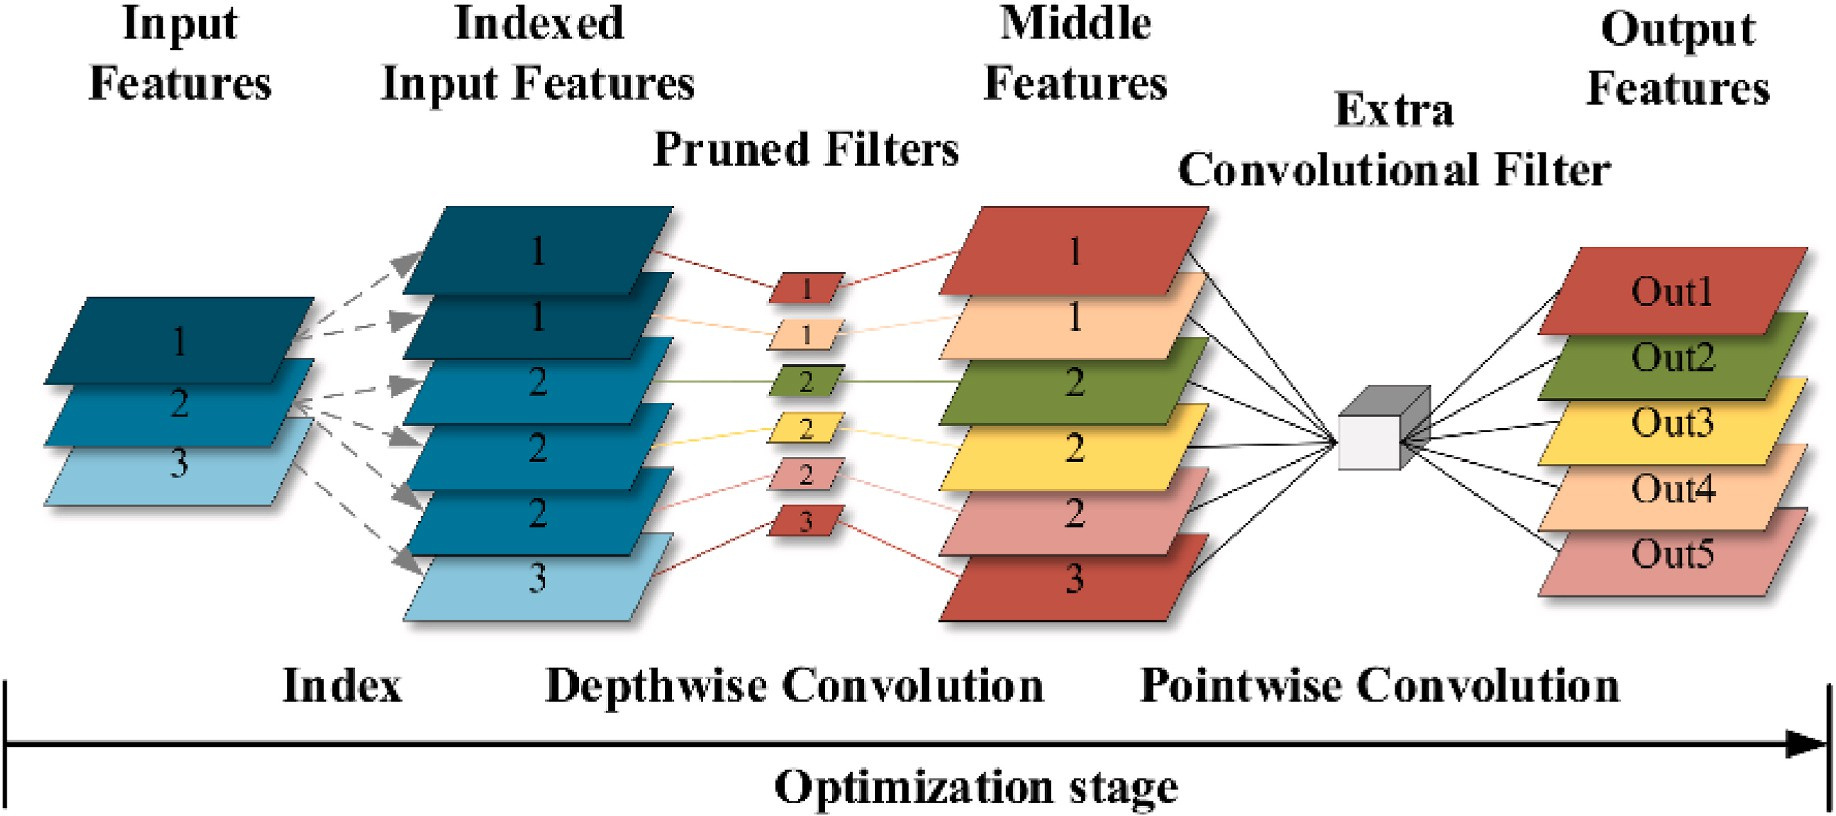 Input
Features
Indexed
Input Features
Pruned Filters
Middle
Features
Extra
Convolutional Filter
Output
Features
1
2
3
1
1
2
2
2
3
1
1
2
2
2
3
1
1
2
2
2
3
Out1
Out2
Out3
Out4
Out5
Index
Depthwise Convolution
Pointwise Convolution
Optimization stage